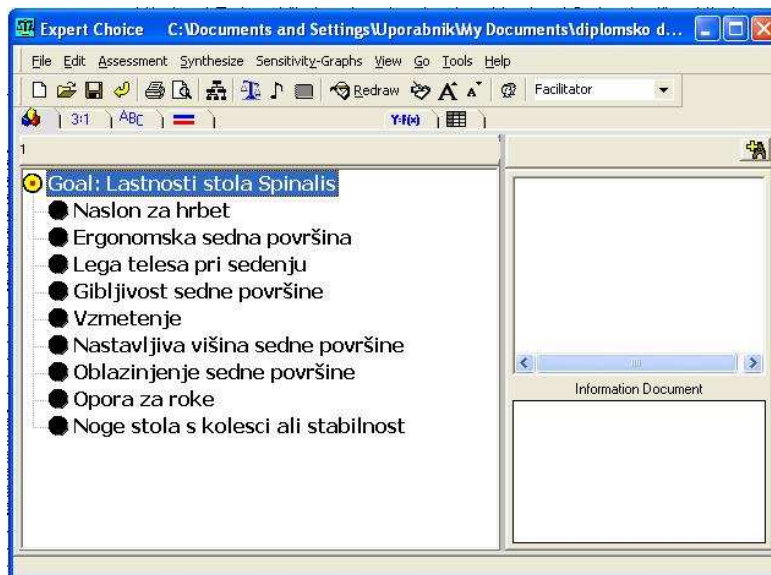 Expert Choice C:\Documents and Settings\Uporabnik\My Documents\diplomsko d...
File Edit Assessment Synthesize Sensitivity-Graphs View Go Tools Help
Redraw A A Facilitator
3:1 ABC Y=F(x)
1
Goal: Lastnosti stola Spinalis
Naslon za hrbet
Ergonomska sedna površina
Lega telesa pri sedenju
Gibljivost sedne površine
Vzmetenje
Nastavljiva višina sedne površine
Oblazinjenje sedne površine
Opora za roke
Noge stola s kolesci ali stabilnost
Information Document